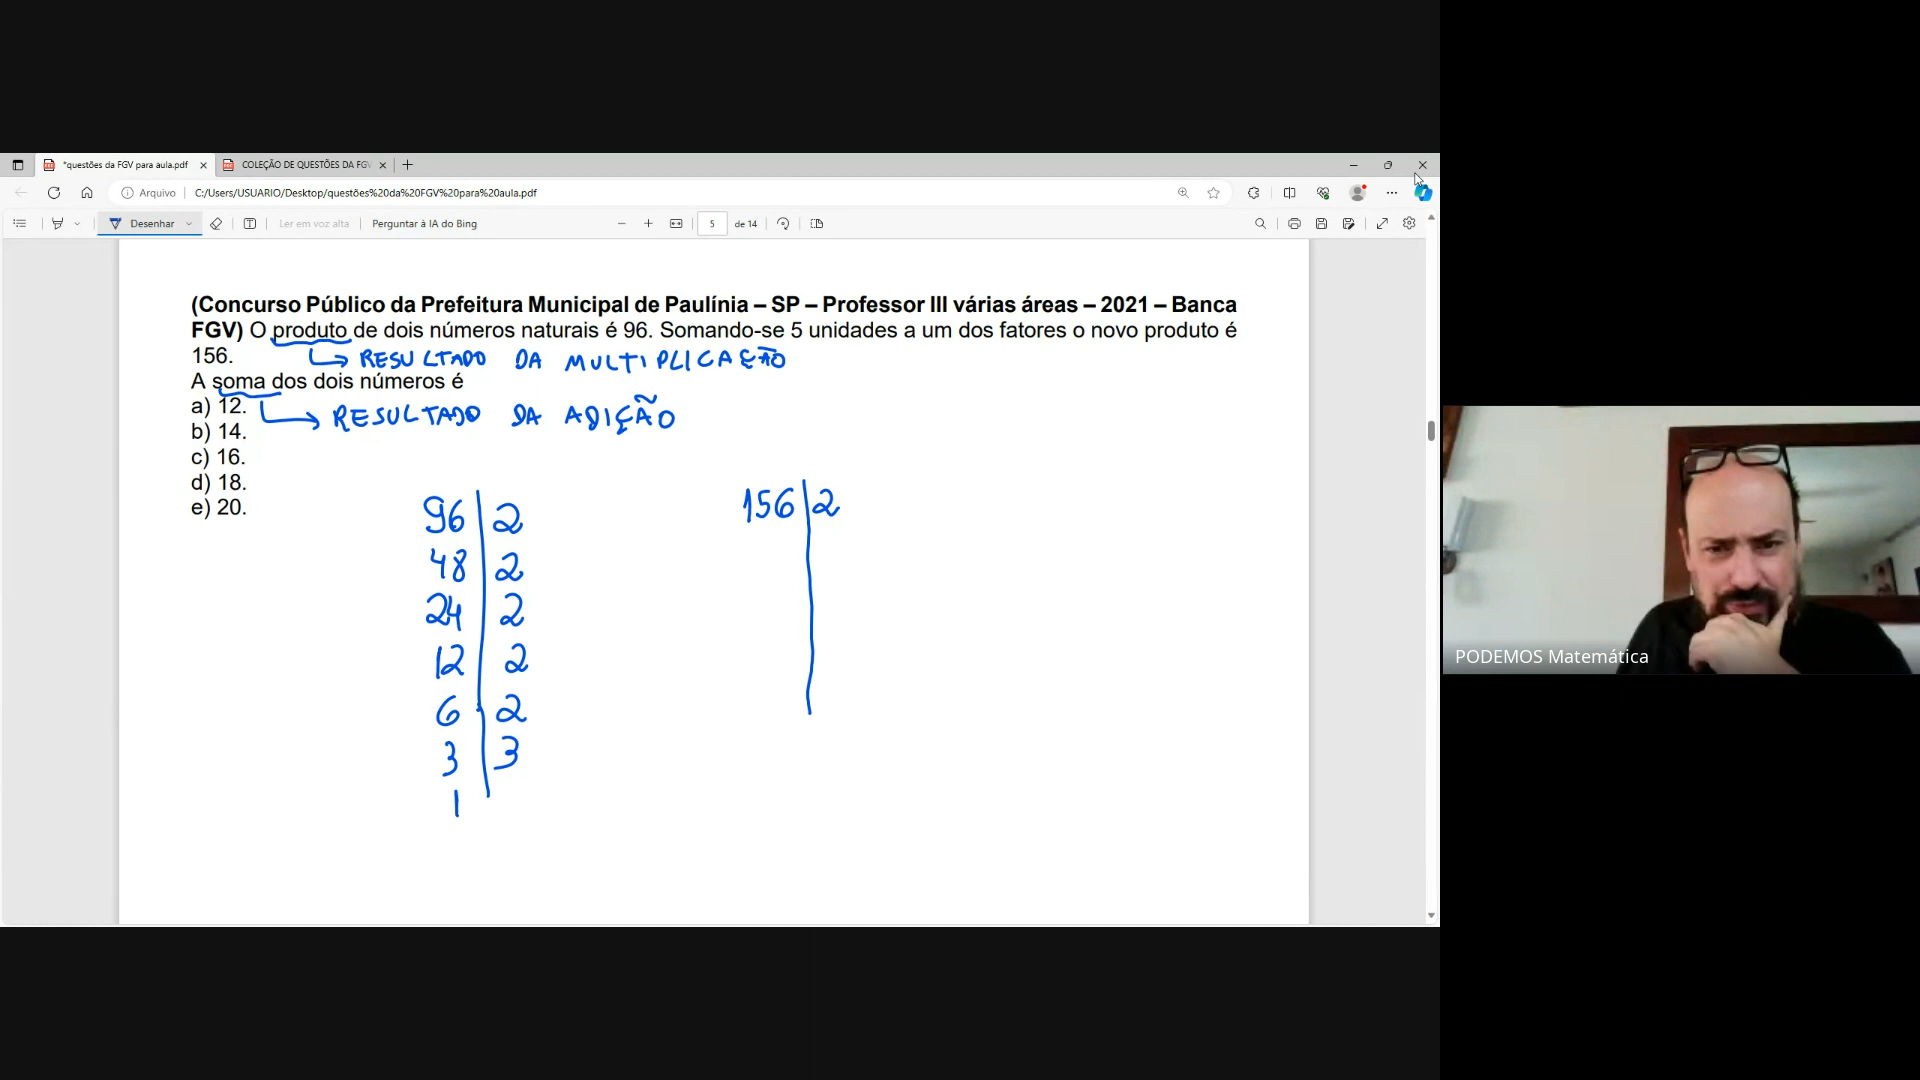 *questões da FGV para aula.pdf
COLEÇÃO DE QUESTÕES DA FGV
Arquivo
C:/Users/USUARIO/Desktop/questões%20da%20FGV%20para%20aula.pdf
Desenhar
Ler em voz alta
Perguntar à IA do Bing
5 de 14
(Concurso Público da Prefeitura Municipal de Paulínia – SP – Professor III várias áreas – 2021 – Banca
FGV) O produto de dois números naturais é 96. Somando-se 5 unidades a um dos fatores o novo produto é
156.
RESULTADO DA MULTIPLICAÇÃO
A soma dos dois números é
a) 12.
RESULTADO DA ADIÇÃO
b) 14.
c) 16.
d) 18.
e) 20.
96 2
48 2
24 2
12 2
6 2
3 3
1
156 2
PODEMOS Matemática